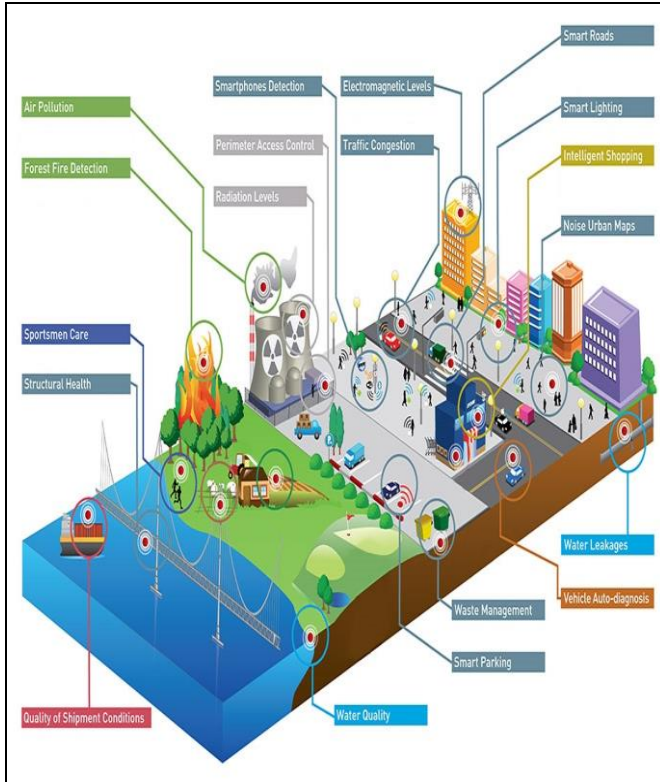 Smart Roads
Smartphones Detection
Electromagnetic Levels
Air Pollution
Smart Lighting
Perimeter Access Control
Traffic Congestion
Intelligent Shopping
Forest Fire Detection
Radiation Levels
Noise Urban Maps
Sportsmen Care
Structural Health
Water Leakages
Vehicle Auto-diagnosis
Waste Management
Smart Parking
Quality of Shipment Conditions
Water Quality